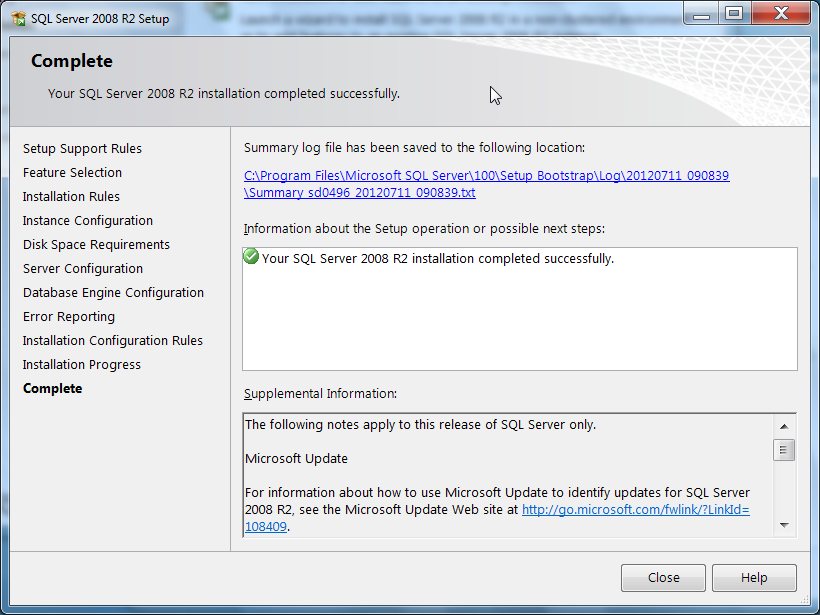 SQL Server 2008 R2 Setup
Complete
Your SQL Server 2008 R2 installation completed successfully.
Setup Support Rules
Feature Selection
Installation Rules
Instance Configuration
Disk Space Requirements
Server Configuration
Database Engine Configuration
Error Reporting
Installation Configuration Rules
Installation Progress
Complete
Summary log file has been saved to the following location:
C:\Program Files\Microsoft SQL Server\100\Setup Bootstrap\Log\20120711_090839
\Summary_sd0496_20120711_090839.txt
Information about the Setup operation or possible next steps:
Your SQL Server 2008 R2 installation completed successfully.
Supplemental Information:
The following notes apply to this release of SQL Server only.
Microsoft Update
For information about how to use Microsoft Update to identify updates for SQL Server
2008 R2, see the Microsoft Update Web site at http://go.microsoft.com/fwlink/?LinkId=
108409.
Close
Help